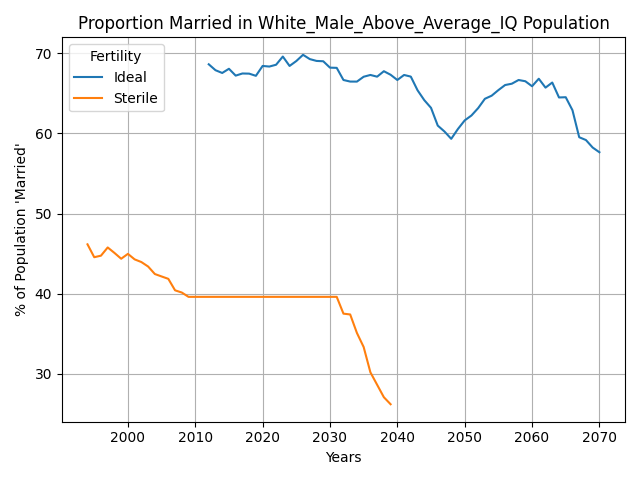 Proportion Married in White_Male_Above_Average_IQ Population
Fertility
Ideal
Sterile
% of Population 'Married'
70
60
50
40
30
2000
2010
2020
2030
2040
2050
2060
2070
Years